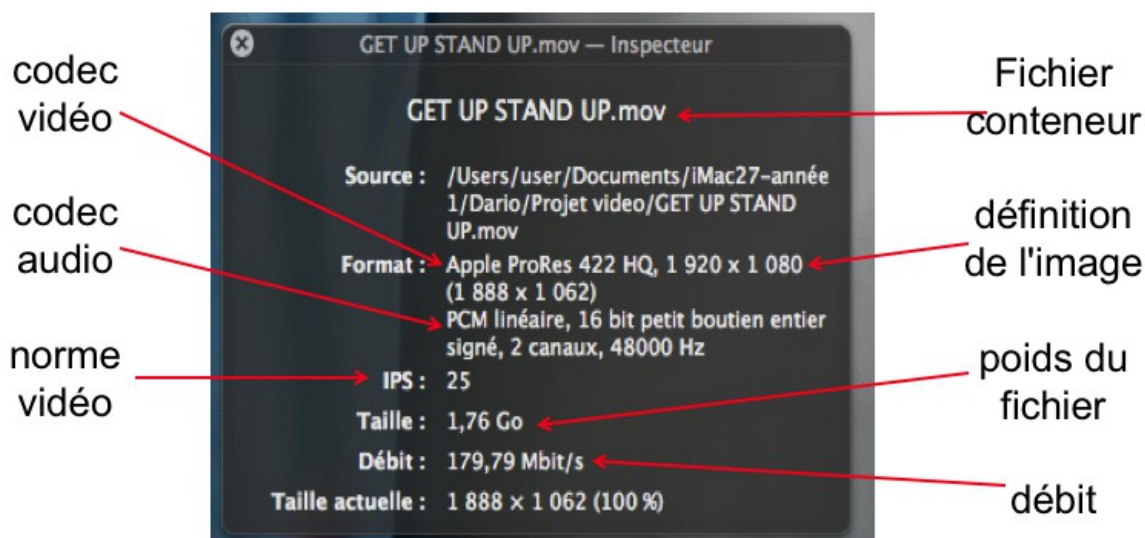 GET UP STAND UP.mov — Inspecteur
codec
vidéo
GET UP STAND UP.mov
Fichier
conteneur
Source : /Users/user/Documents/iMac27-année
1/Dario/Projet video/GET UP STAND
UP.mov
codec
audio
définition
de l'image
Format : Apple ProRes 422 HQ, 1 920 x 1 080
(1 888 x 1 062)
PCM linéaire, 16 bit petit boutien entier
signé, 2 canaux, 48000 Hz
norme
vidéo
IPS : 25
poids du
fichier
Taille : 1,76 Go
Débit : 179,79 Mbit/s
débit
Taille actuelle : 1 888 × 1 062 (100 %)